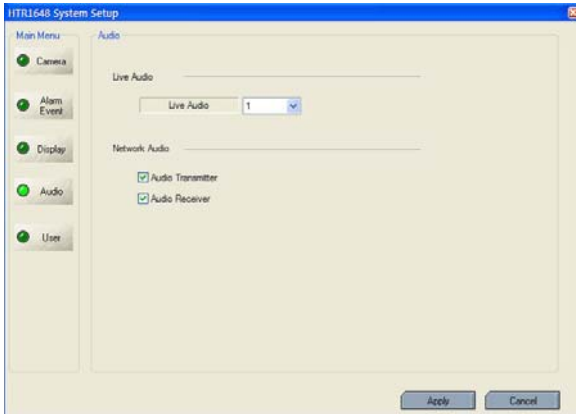 HTR1648 System Setup
Main Menu
Camera
Alarm
Event
Display
Audio
User
Audio
Live Audio
Live Audio 1
Network Audio
Audio Transmitter
Audio Receiver
Apply Cancel